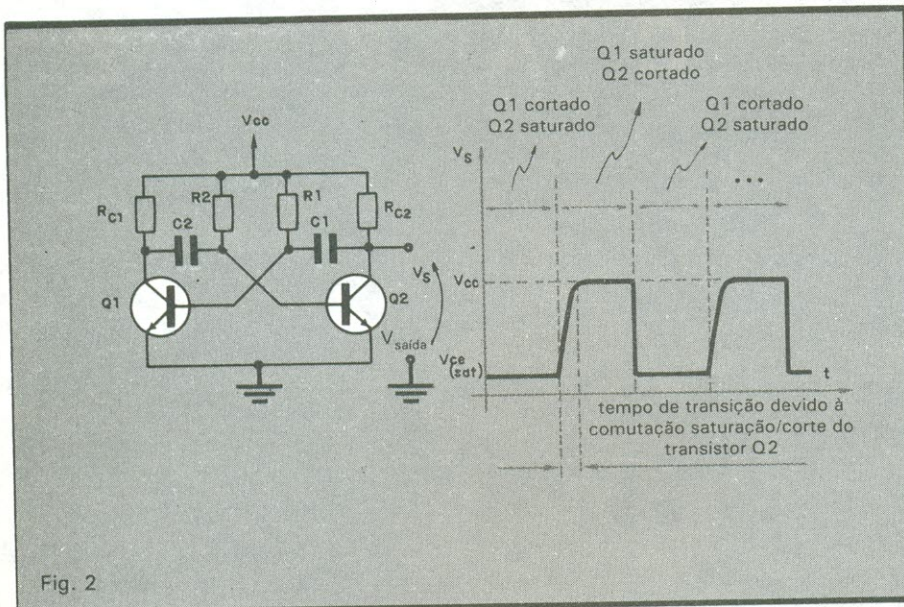 Q1 saturado
Q2 cortado
Q1 cortado
Q2 saturado
Q1 cortado
Q2 saturado
Vcc
RC1
R2
R1
RC2
C2
C1
Q1
Q2
VS
Vsaída
VS
...
Vcc
Vce
(sat)
t
tempo de transição devido à
comutação saturação/corte do
transistor Q2
Fig. 2